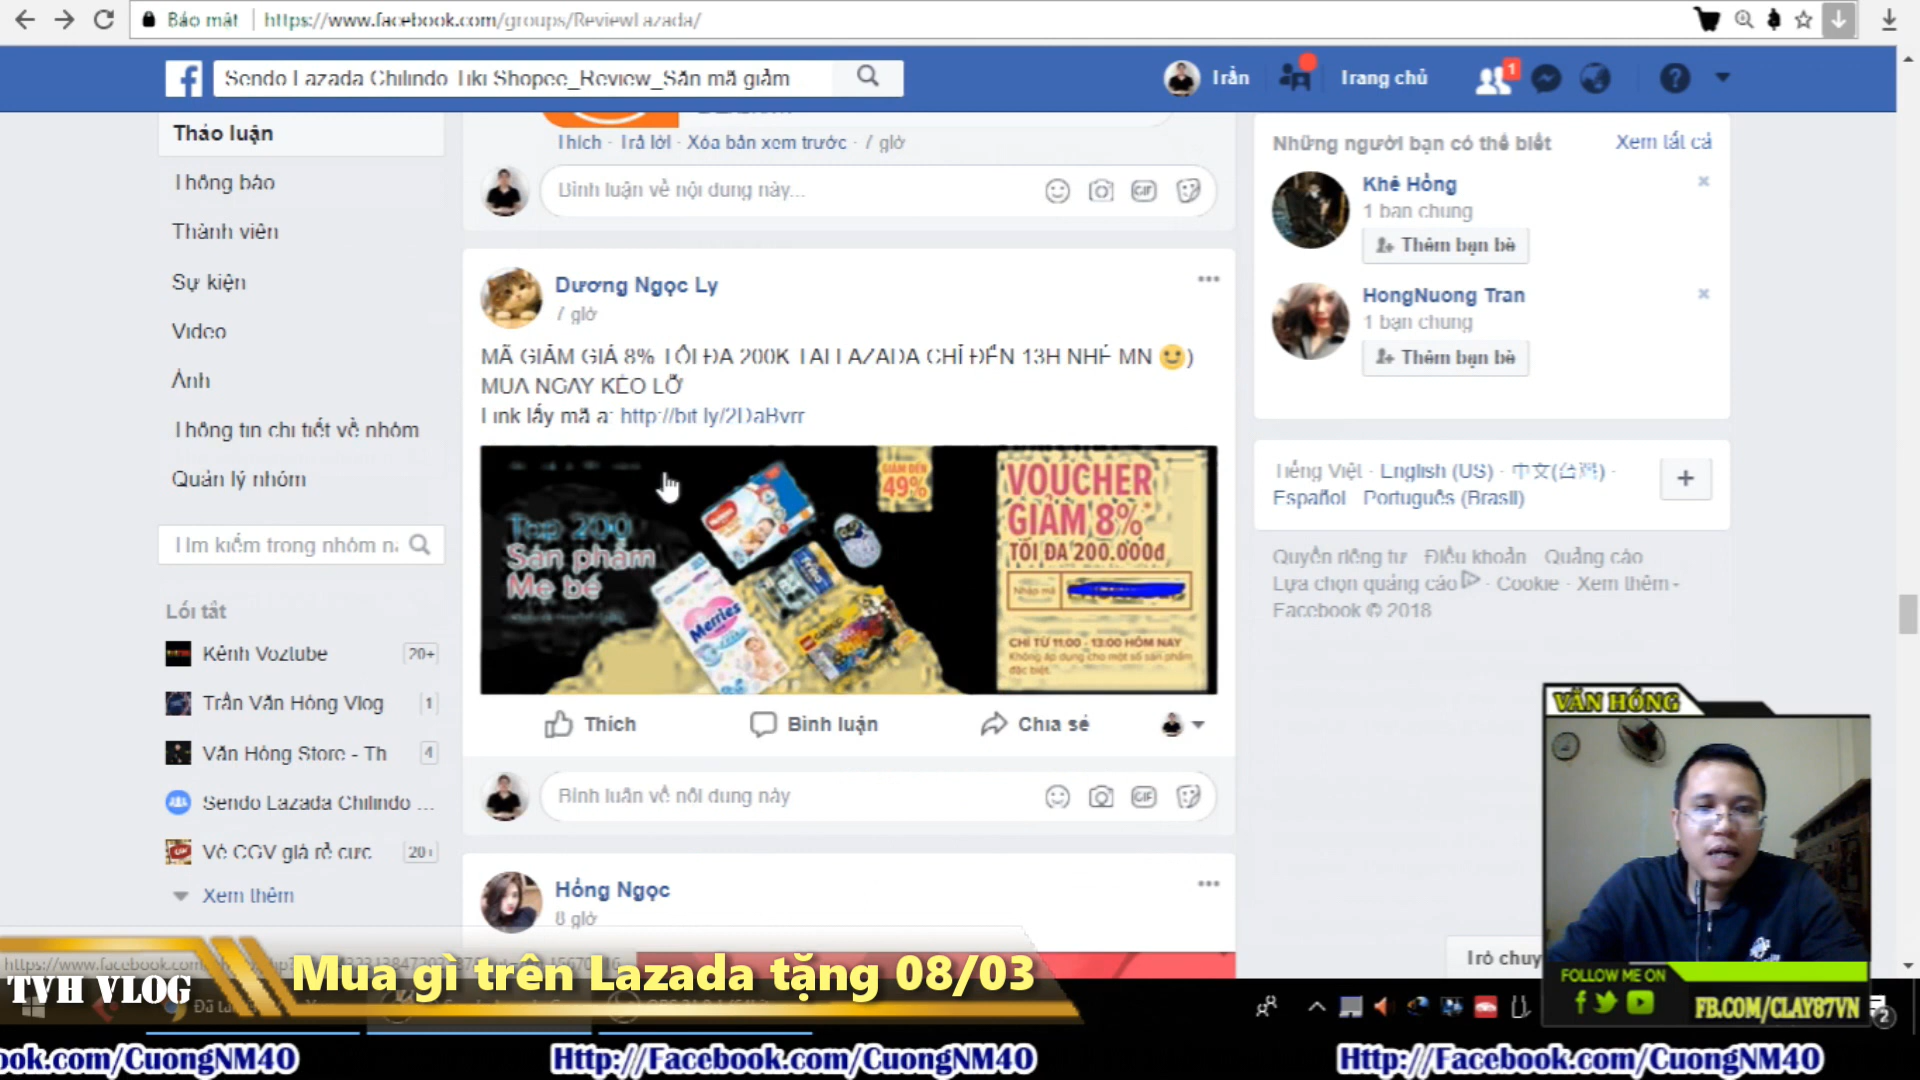 Bảo mật | https://www.facebook.com/groups/ReviewLazada/
Sendo Lazada Chilindo Tiki Shopee_Review_Săn mã giảm
Trần
Trang chủ
1
Thảo luận
Thông báo
Thành viên
Sự kiện
Video
Ảnh
Thông tin chi tiết về nhóm
Quản lý nhóm
Tìm kiếm trong nhóm
Lối tắt
Kênh Voztube 20+
Trần Văn Hồng Vlog 1
Văn Hồng Store - Th 4
Sendo Lazada Chilindo ...
Vé CGV giá rẻ cực 20+
Xem thêm
Thích · Trả lời · Xóa bản xem trước · 7 giờ
Bình luận về nội dung này...
Dương Ngọc Ly
7 giờ
MÃ GIẢM GIÁ 8% TỐI ĐA 200K TẠI LAZADA CHỈ ĐẾN 13H NHÉ MN )
MUA NGAY KẺO LỠ
Link lấy mã ạ: http://bit.ly/2DaBvrr
Top 200
Sản phẩm
Mẹ bé
Merries
GIẢM ĐẾN
49%
VOUCHER
GIẢM 8%*
TỐI ĐA 200.000đ
Nhập mã
CHỈ TỪ 11:00 - 13:00 HÔM NAY
Không áp dụng cho một số sản phẩm
đặc biệt.
Thích
Bình luận
Chia sẻ
Bình luận về nội dung này
Hồng Ngọc
8 giờ
Những người bạn có thể biết
Xem tất cả
Khê Hồng
1 bạn chung
Thêm bạn bè
HongNuong Tran
1 bạn chung
Thêm bạn bè
Tiếng Việt · English (US) · 中文(台灣) ·
Español · Português (Brasil)
Quyền riêng tư · Điều khoản · Quảng cáo
Lựa chọn quảng cáo · Cookie · Xem thêm
Facebook © 2018
VĂN HỒNG
FOLLOW ME ON
FB.COM/CLAY87VN
2
TVH VLOG
Mua gì trên Lazada tặng 08/03
ook.com/CuongNM40
Http://Facebook.com/CuongNM40
Http://Facebook.com/CuongNM40